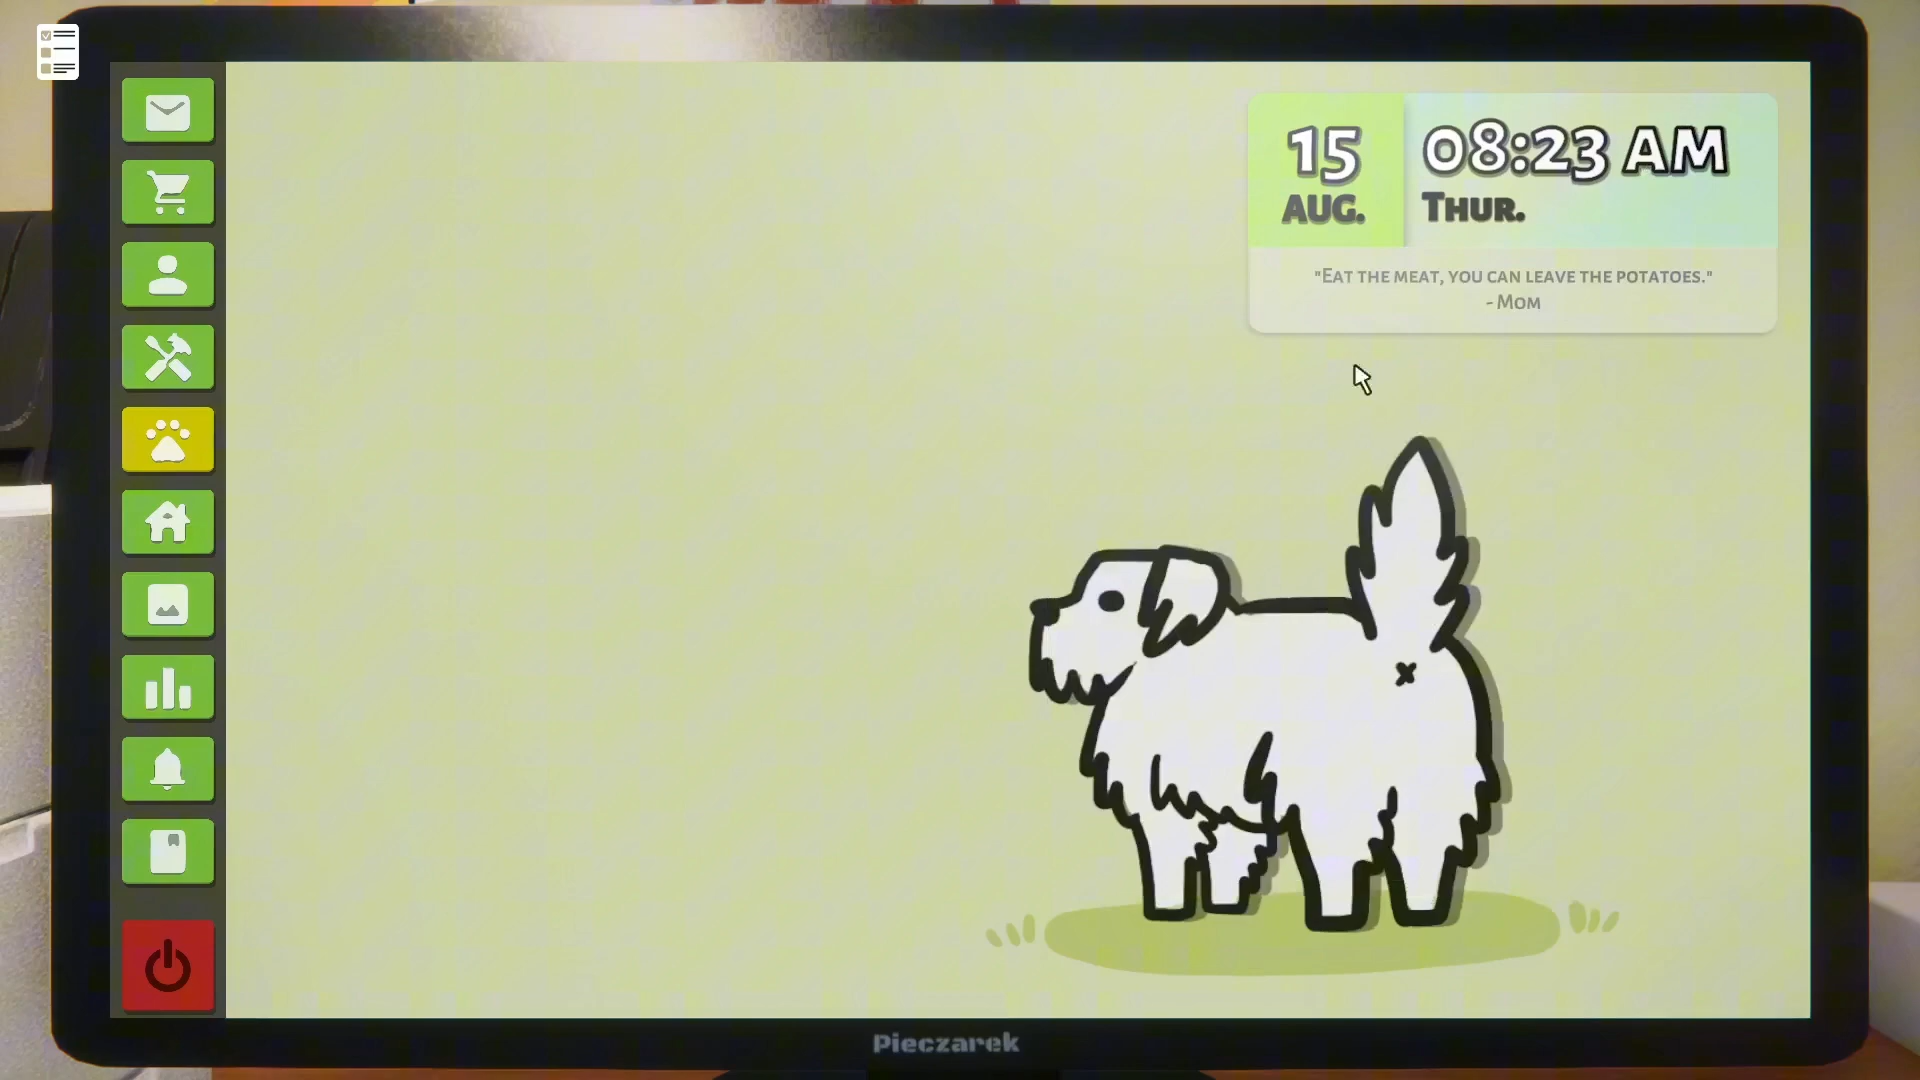 15
AUG.
08:23 AM
THUR.
"EAT THE MEAT, YOU CAN LEAVE THE POTATOES."
- MOM
Pieczarek